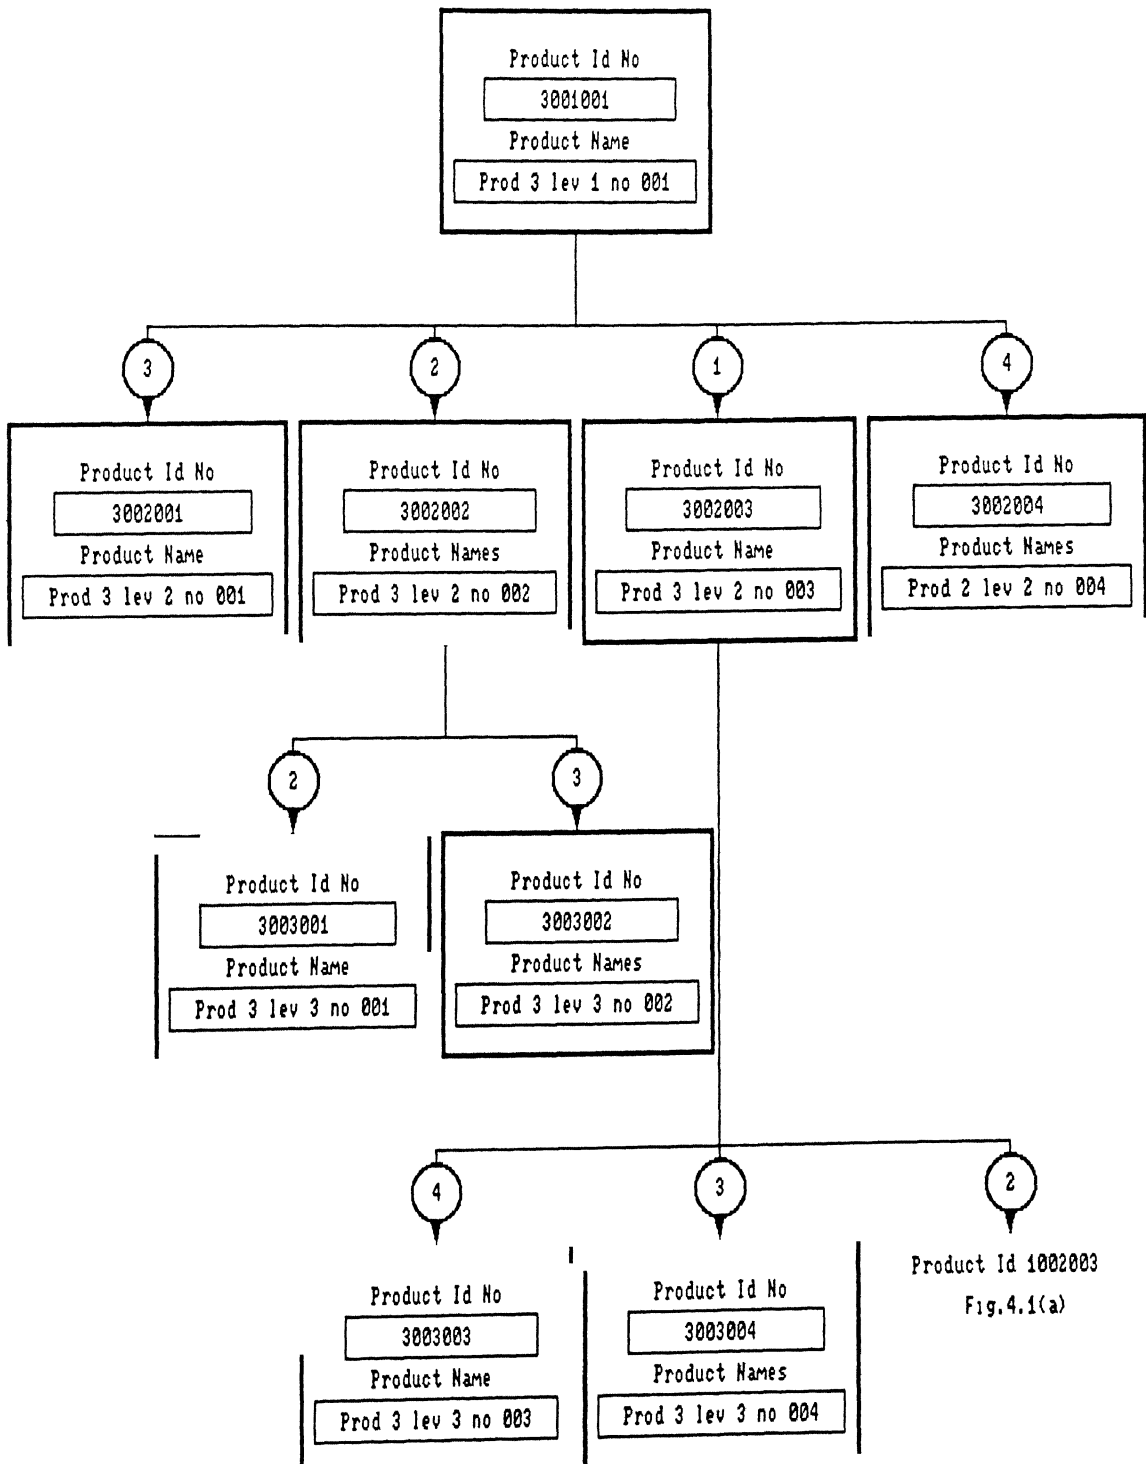 Product Id No
3001001
Product Name
Prod 3 lev 1 no 001
3
2
1
4
Product Id No
3002001
Product Name
Prod 3 lev 2 no 001
Product Id No
3002002
Product Names
Prod 3 lev 2 no 002
Product Id No
3002003
Product Name
Prod 3 lev 2 no 003
Product Id No
3002004
Product Names
Prod 2 lev 2 no 004
2
3
Product Id No
3003001
Product Name
Prod 3 lev 3 no 001
Product Id No
3003002
Product Names
Prod 3 lev 3 no 002
4
3
2
Product Id No
3003003
Product Name
Prod 3 lev 3 no 003
Product Id No
3003004
Product Names
Prod 3 lev 3 no 004
Product Id 1002003
Fig.4.1(a)